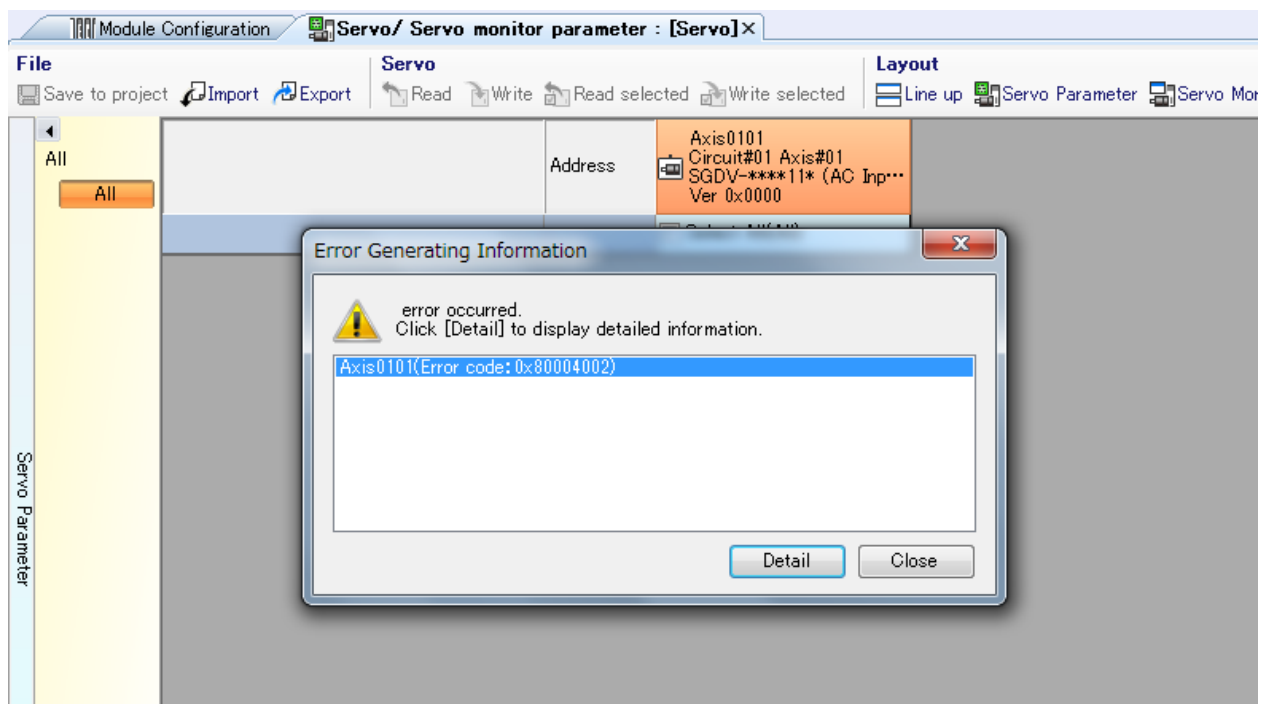 Module Configuration
Servo/ Servo monitor parameter : [Servo]×
File
Servo
Layout
Save to project Import Export Read Write Read selected Write selected Line up Servo Parameter Servo Mor
All
All
Address
Axis0101
Circuit#01 Axis#01
SGDV-****11* (AC Inp···
Ver 0x0000
Error Generating Information
error occurred.
Click [Detail] to display detailed information.
Axis0101(Error code:0x80004002)
Detail
Close
Servo Parameter